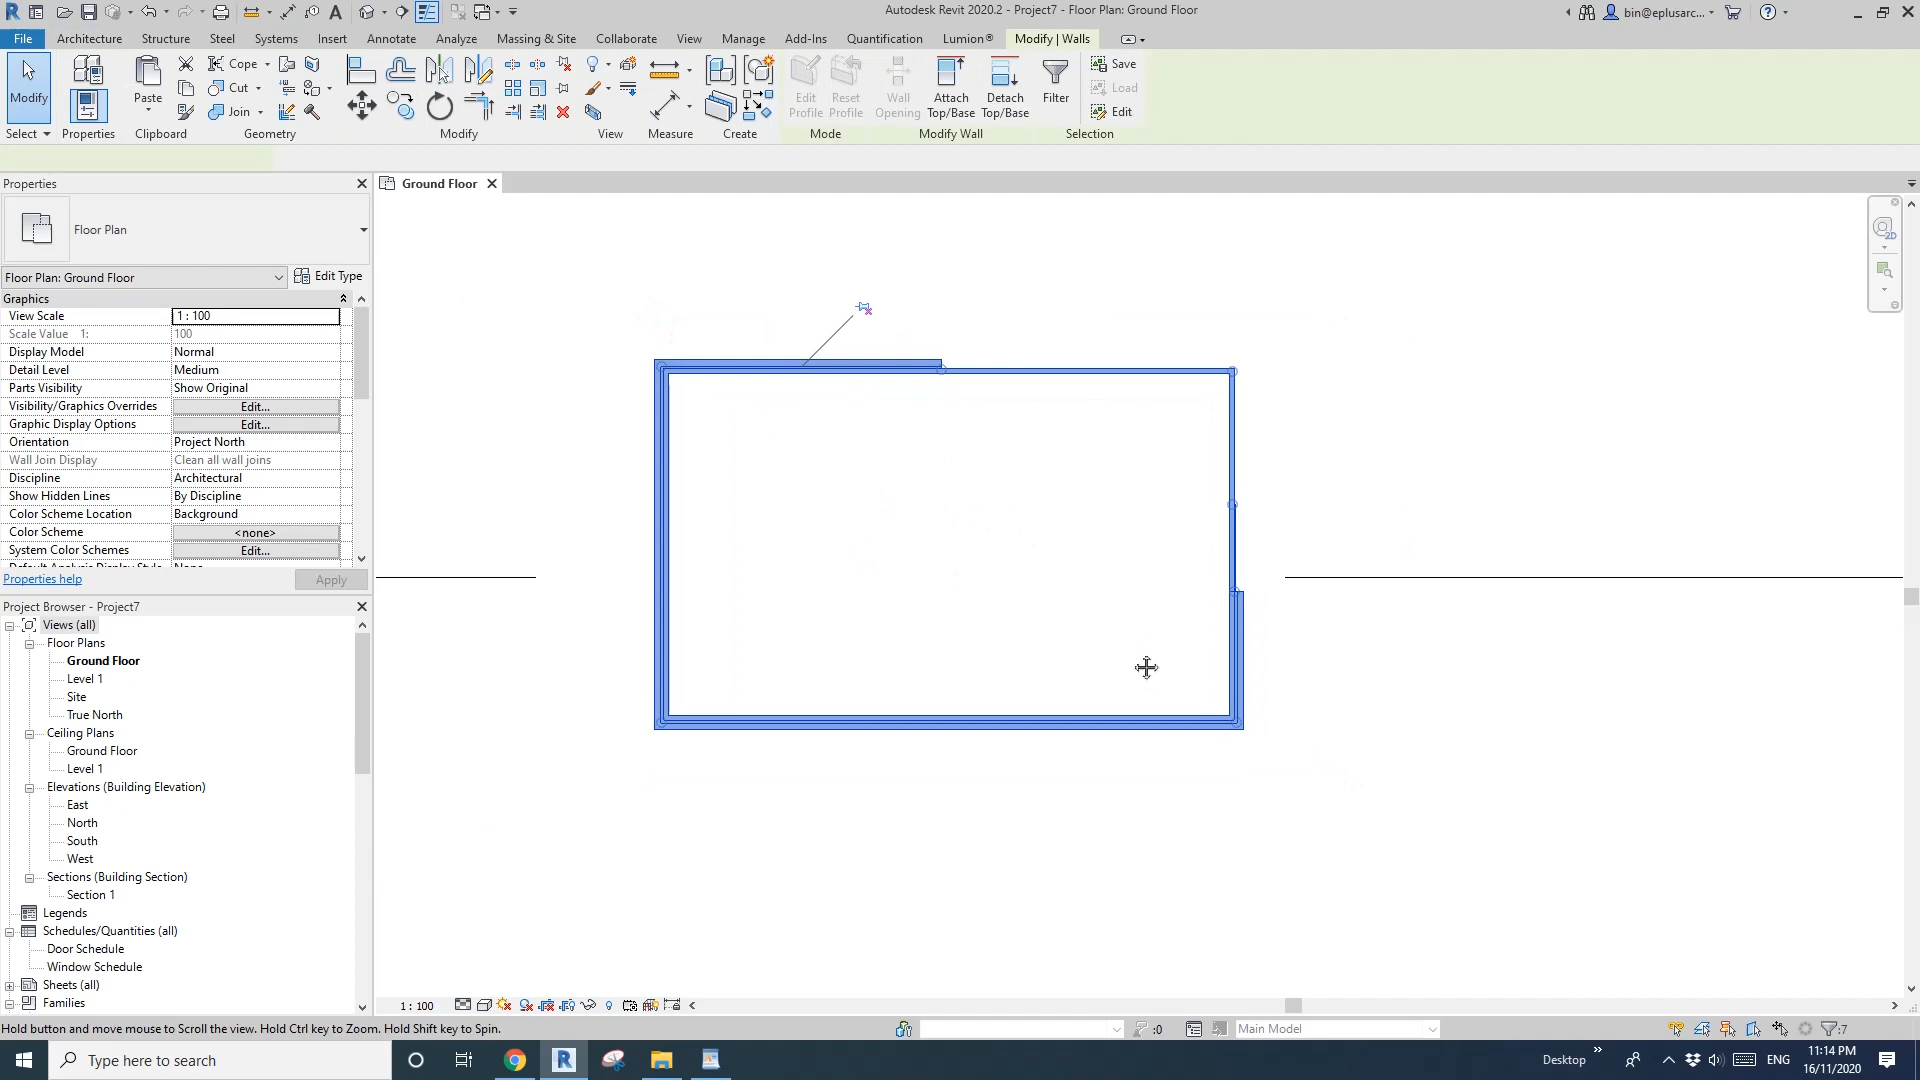 Autodesk Revit 2020.2 - Project7 - Floor Plan: Ground Floor
bin@eplusarc...
File Architecture Structure Steel Systems Insert Annotate Analyze Massing & Site Collaborate View Manage Add-Ins Quantification Lumion® Modify | Walls
Modify
Select
Properties
Paste
Clipboard
Cope
Cut
Join
Geometry
Modify
View
Measure
Create
Edit Profile
Reset Profile
Mode
Wall Opening
Attach Top/Base
Detach Top/Base
Modify Wall
Filter
Save
Load
Edit
Selection
Properties
Floor Plan
Floor Plan: Ground Floor
Edit Type
Graphics
View Scale 1 : 100
Scale Value 1: 100
Display Model Normal
Detail Level Medium
Parts Visibility Show Original
Visibility/Graphics Overrides Edit...
Graphic Display Options Edit...
Orientation Project North
Wall Join Display Clean all wall joins
Discipline Architectural
Show Hidden Lines By Discipline
Color Scheme Location Background
Color Scheme <none>
System Color Schemes Edit...
Properties help
Apply
Project Browser - Project7
Views (all)
Floor Plans
Ground Floor
Level 1
Site
True North
Ceiling Plans
Ground Floor
Level 1
Elevations (Building Elevation)
East
North
South
West
Sections (Building Section)
Section 1
Legends
Schedules/Quantities (all)
Door Schedule
Window Schedule
Sheets (all)
Families
Ground Floor
2D
1 : 100
Hold button and move mouse to Scroll the view. Hold Ctrl key to Zoom. Hold Shift key to Spin.
:0
Main Model
:7
Type here to search
Desktop
ENG
11:14 PM
16/11/2020